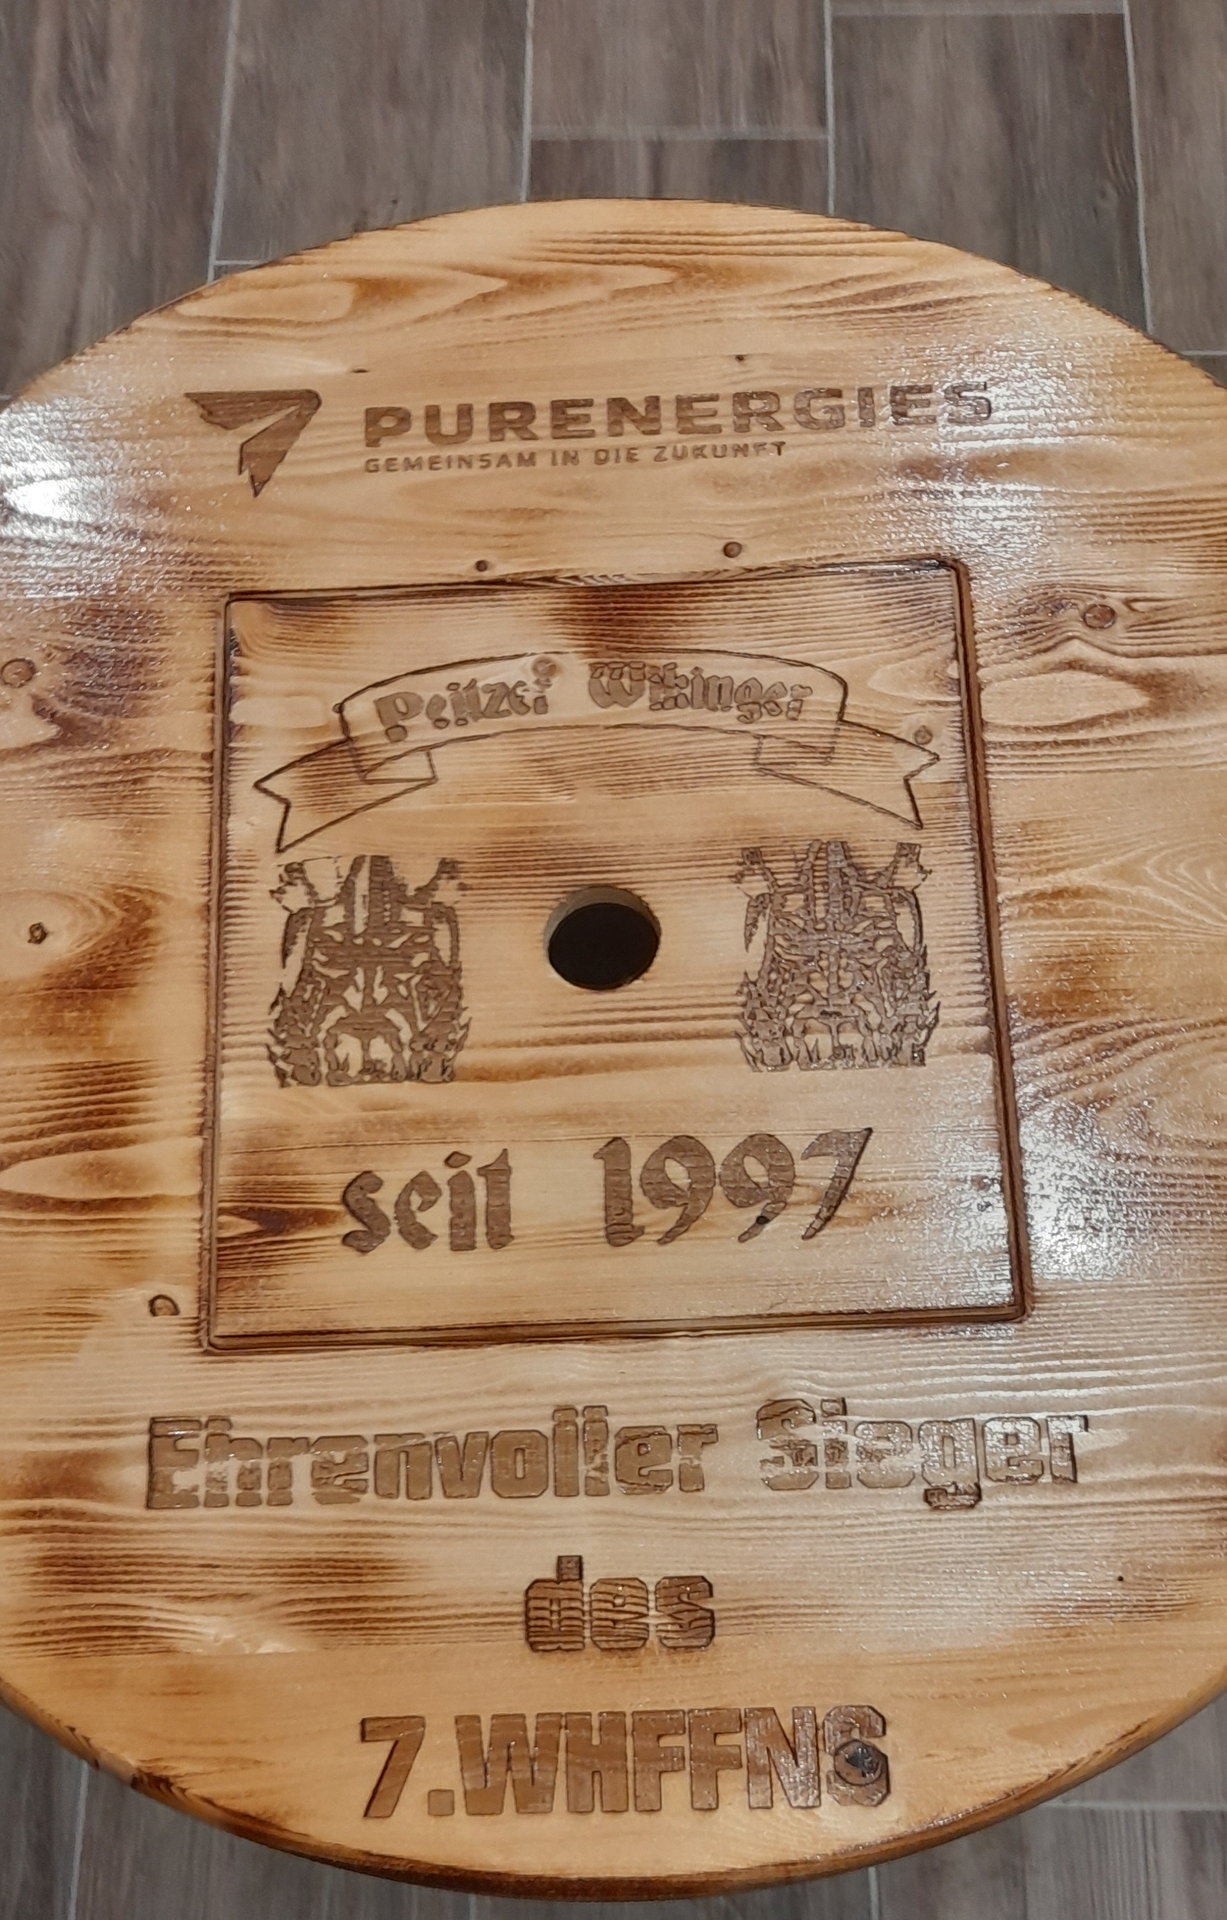 PURENERGIES
GEMEINSAM IN DIE ZUKUNFT
Peitzer Wikinger
seit 1997
Ehrenvoller Sieger
des
7.WHFFNS